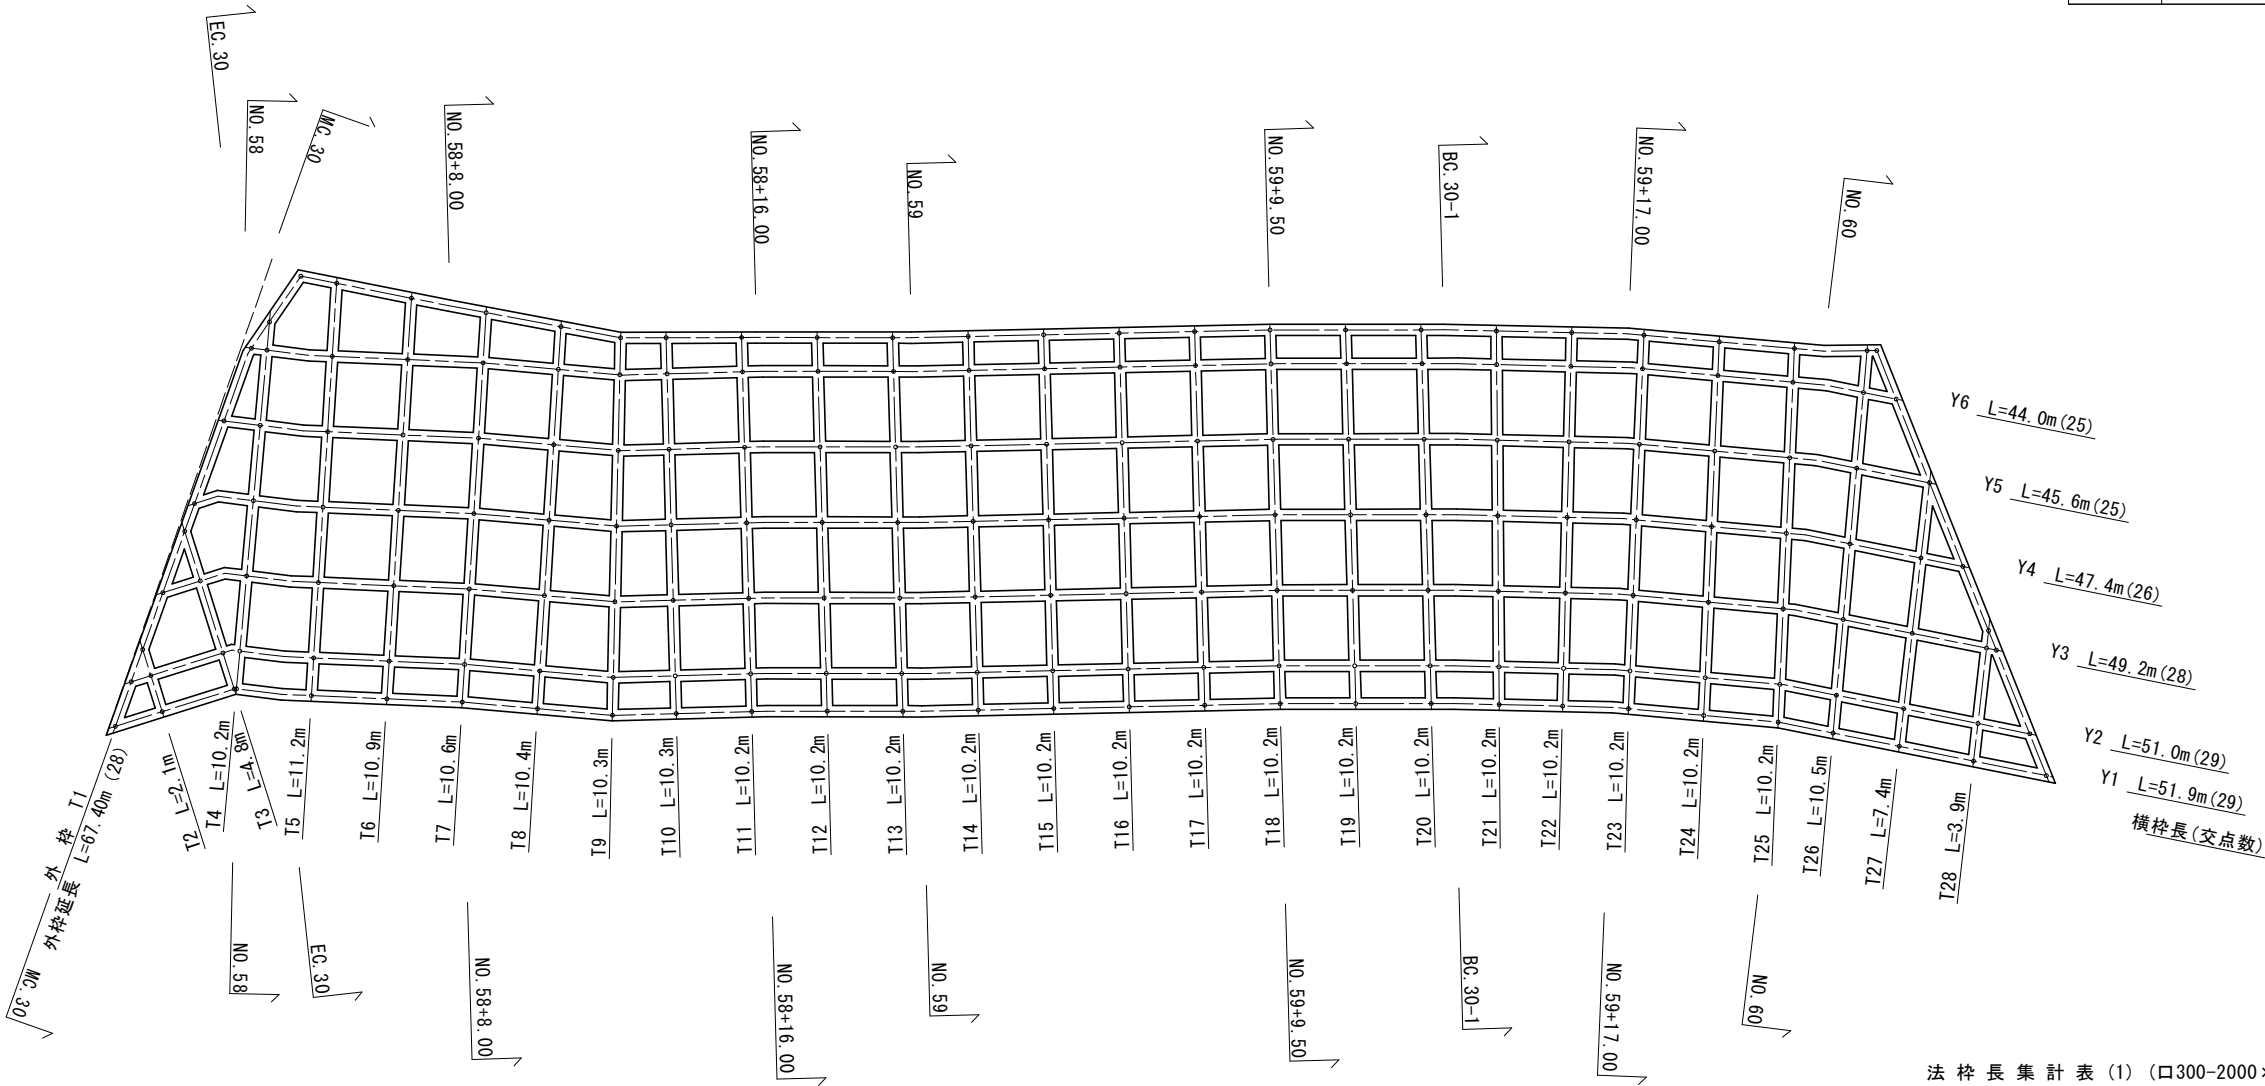 EC.30
NO.58
MC.30
NO.58+8.00
NO.58+16.00
NO.59
NO.59+9.50
BC.30-1
NO.59+17.00
NO.60
Y6 L=44.0m(25)
Y5 L=45.6m(25)
Y4 L=47.4m(26)
Y3 L=49.2m(28)
Y2 L=51.0m(29)
Y1 L=51.9m(29)
横枠長(交点数)
外 枠 T1
外枠延長 L=67.40m(28)
T2 L=2.1m
T4 L=10.2m
T3 L=4.8m
T5 L=11.2m
T6 L=10.9m
T7 L=10.6m
T8 L=10.4m
T9 L=10.3m
T10 L=10.3m
T11 L=10.2m
T12 L=10.2m
T13 L=10.2m
T14 L=10.2m
T15 L=10.2m
T16 L=10.2m
T17 L=10.2m
T18 L=10.2m
T19 L=10.2m
T20 L=10.2m
T21 L=10.2m
T22 L=10.2m
T23 L=10.2m
T24 L=10.2m
T25 L=10.2m
T26 L=10.5m
T27 L=7.4m
T28 L=3.9m
MC.30
NO.58
EC.30
NO.58+8.00
NO.58+16.00
NO.59
NO.59+9.50
BC.30-1
NO.59+17.00
NO.60
法 枠 長 集 計 表 (1) (口300-2000